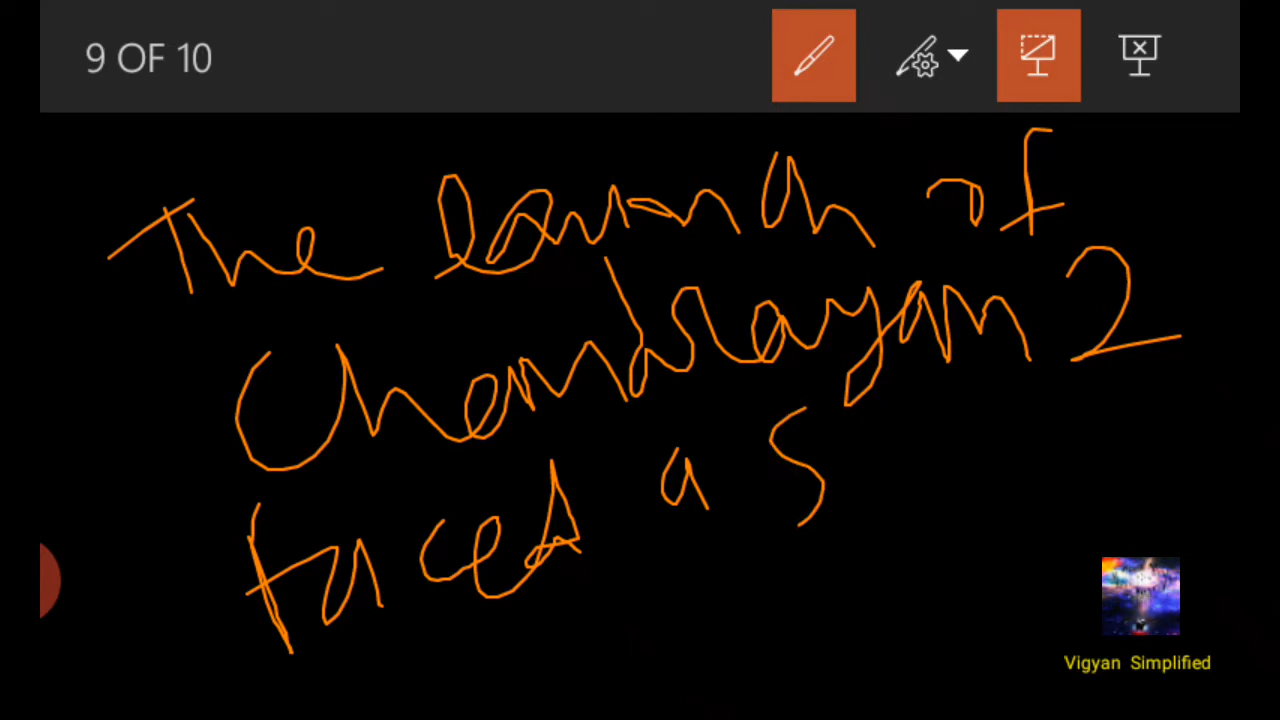 9 OF 10
The launch of
Chandrayan 2
faced a s
Vigyan Simplified